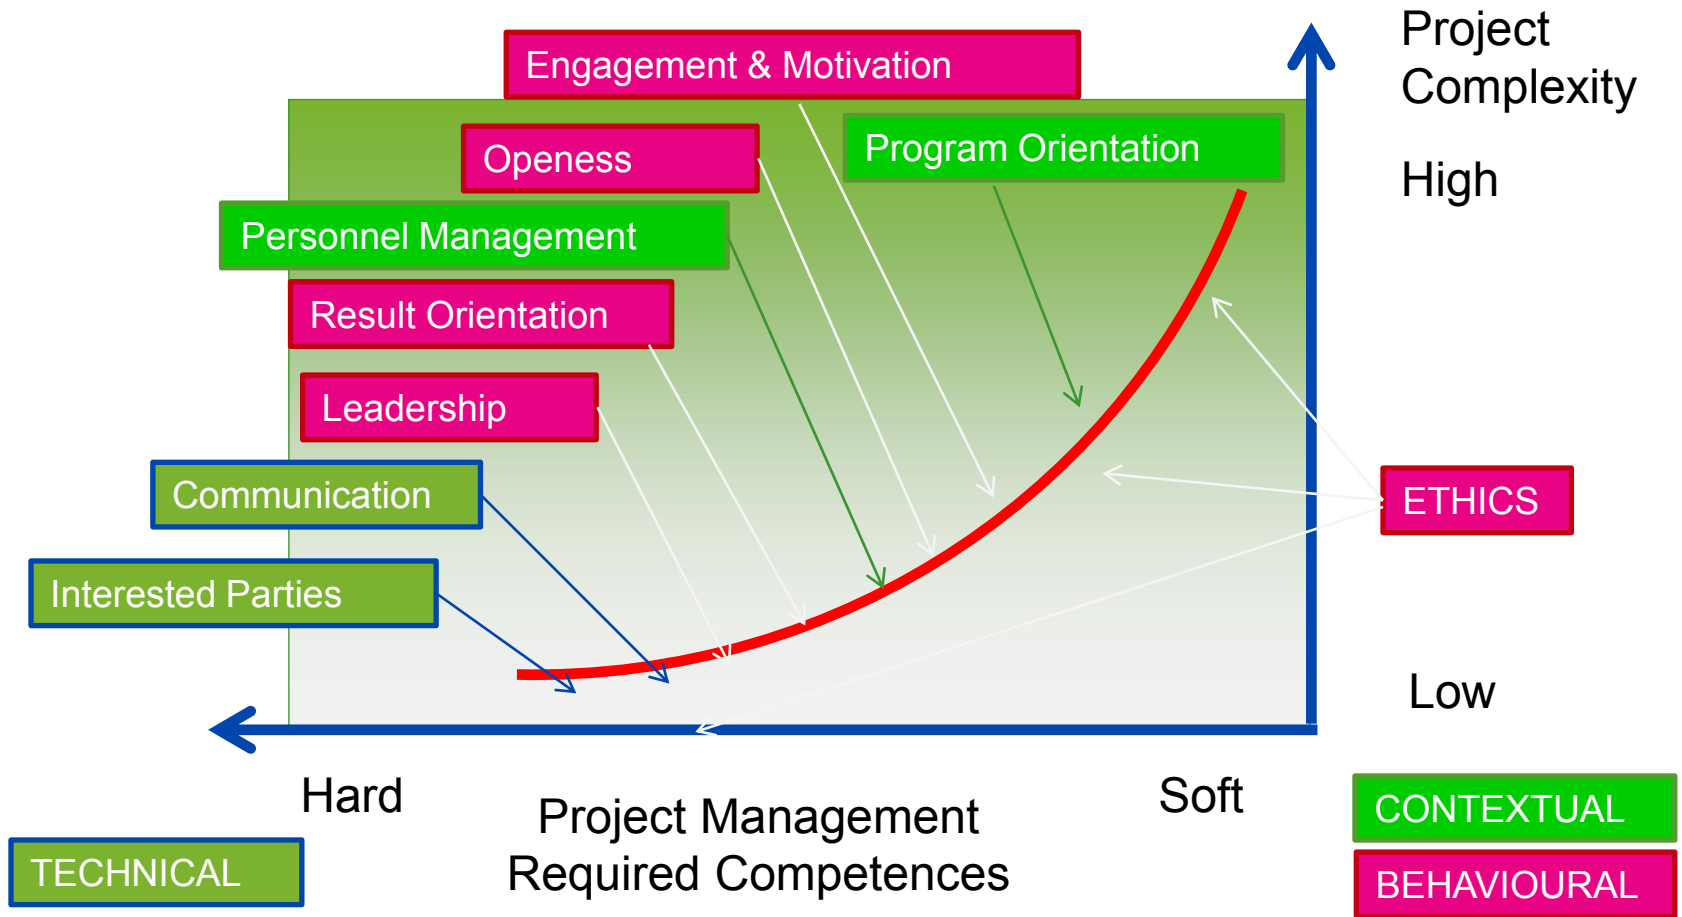 Project
Complexity
Engagement & Motivation
Openess
Program Orientation
High
Personnel Management
Result Orientation
Leadership
Communication
ETHICS
Interested Parties
Low
Hard
Soft
Project Management
Required Competences
CONTEXTUAL
TECHNICAL
BEHAVIOURAL